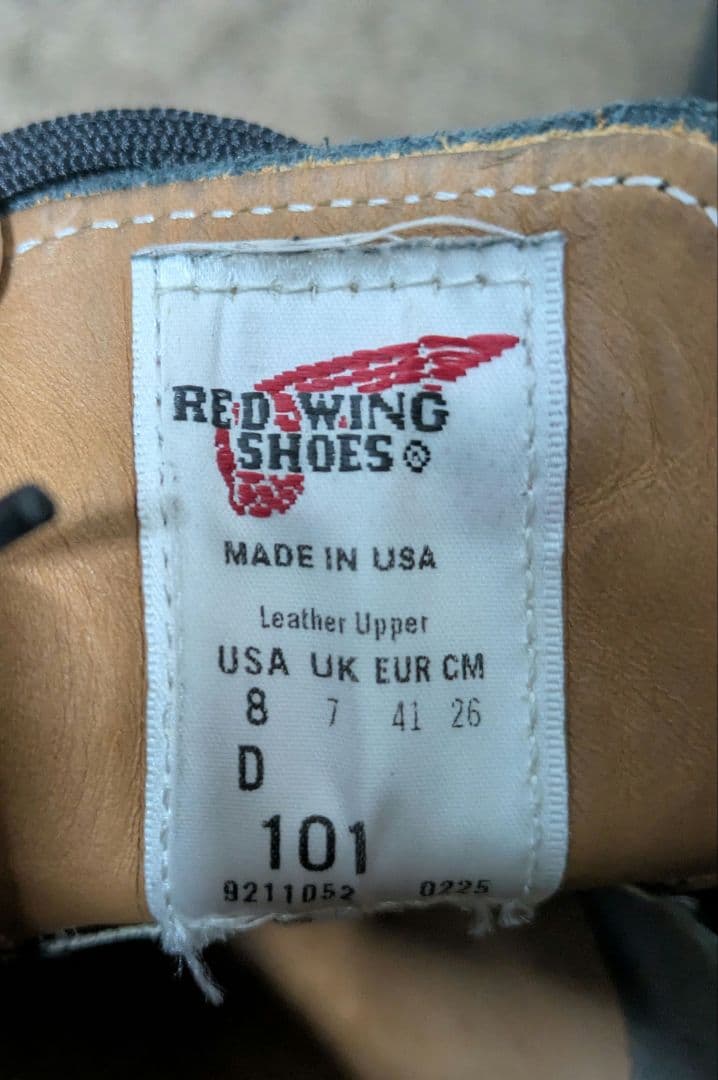 RED WING
SHOES®
MADE IN USA
Leather Upper
USA UK EUR CM
8 7 41 26
D
101
9211052 0225